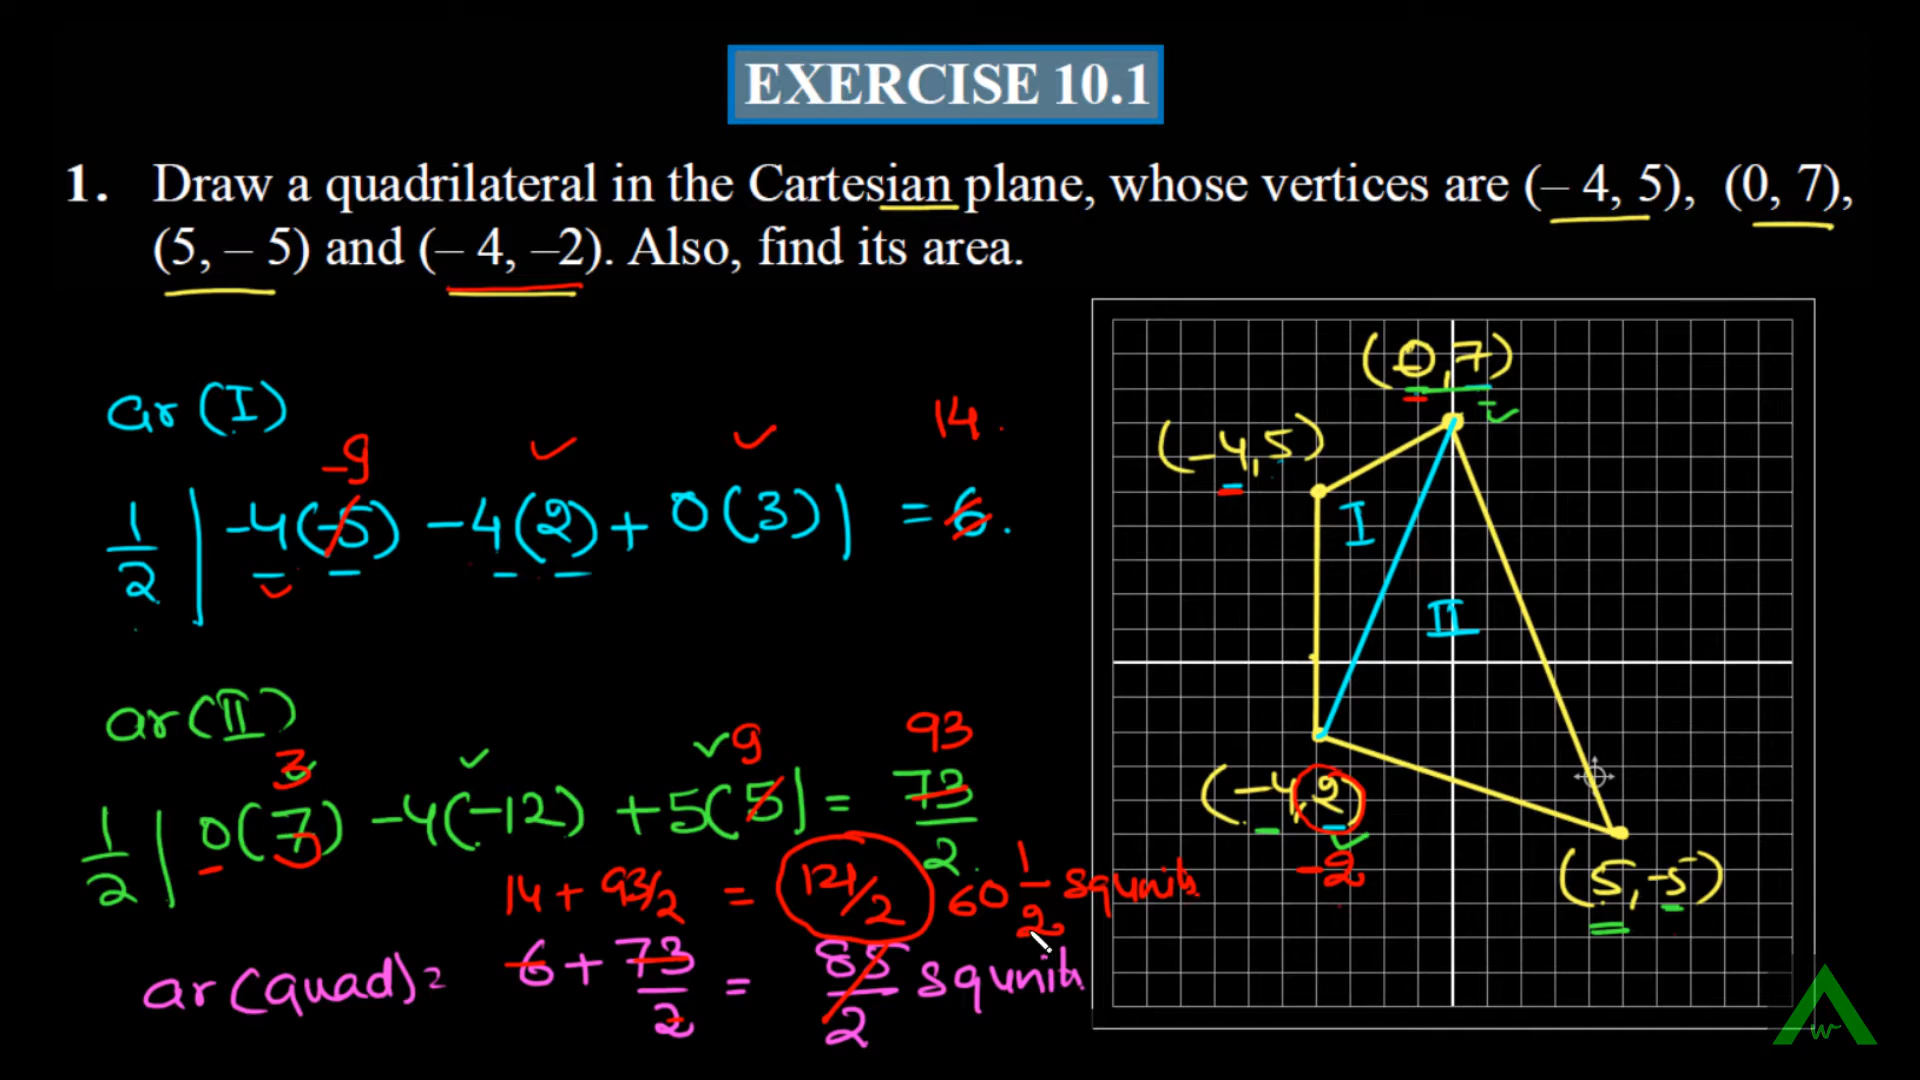 EXERCISE 10.1
1. Draw a quadrilateral in the Cartesian plane, whose vertices are (– 4, 5), (0, 7),
(5, – 5) and (– 4, –2). Also, find its area.
ar (I)
-9
14.
1/2 | -4(-5) -4(2) + 0(3) | = 6.
ar (II)
3
9
93
1/2 | 0(7) -4(-12) + 5(5) | = 73/2
14 + 93/2 = 121/2 60 1/2 sq units.
ar (quad) = 6 + 73/2 = 85/2 sq units
(0, 7)
(-4, 5)
I
II
(-4, 2)
-2
(5, -5)
W